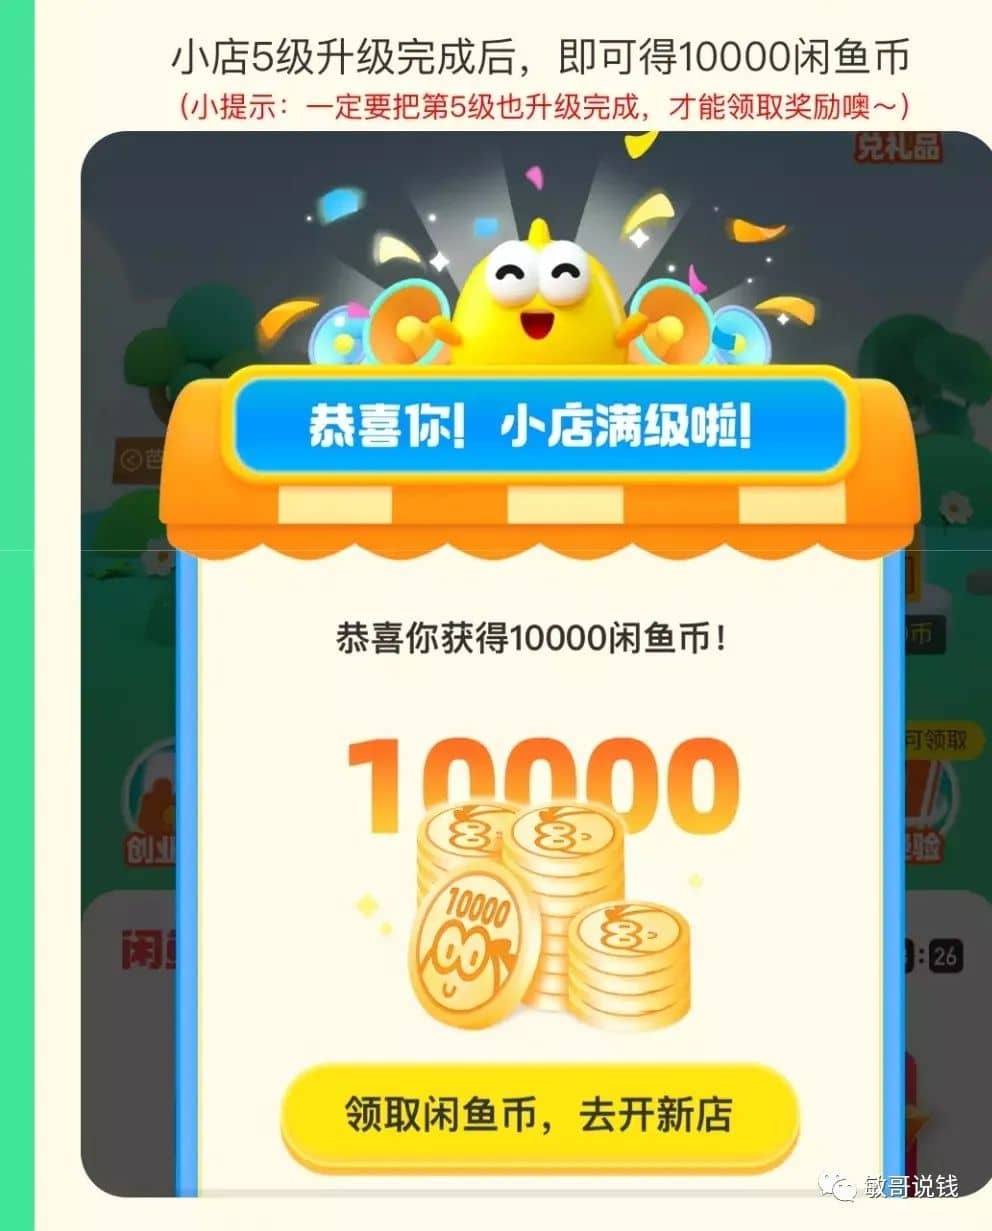 小店5级升级完成后，即可得10000闲鱼币
（小提示：一定要把第5级也升级完成，才能领取奖励噢～）
兑礼品
恭喜你！小店满级啦！
芭
恭喜你获得10000闲鱼币！
币
可领取
10000
创业
验
10000
闲
:26
领取闲鱼币，去开新店
敏哥说钱